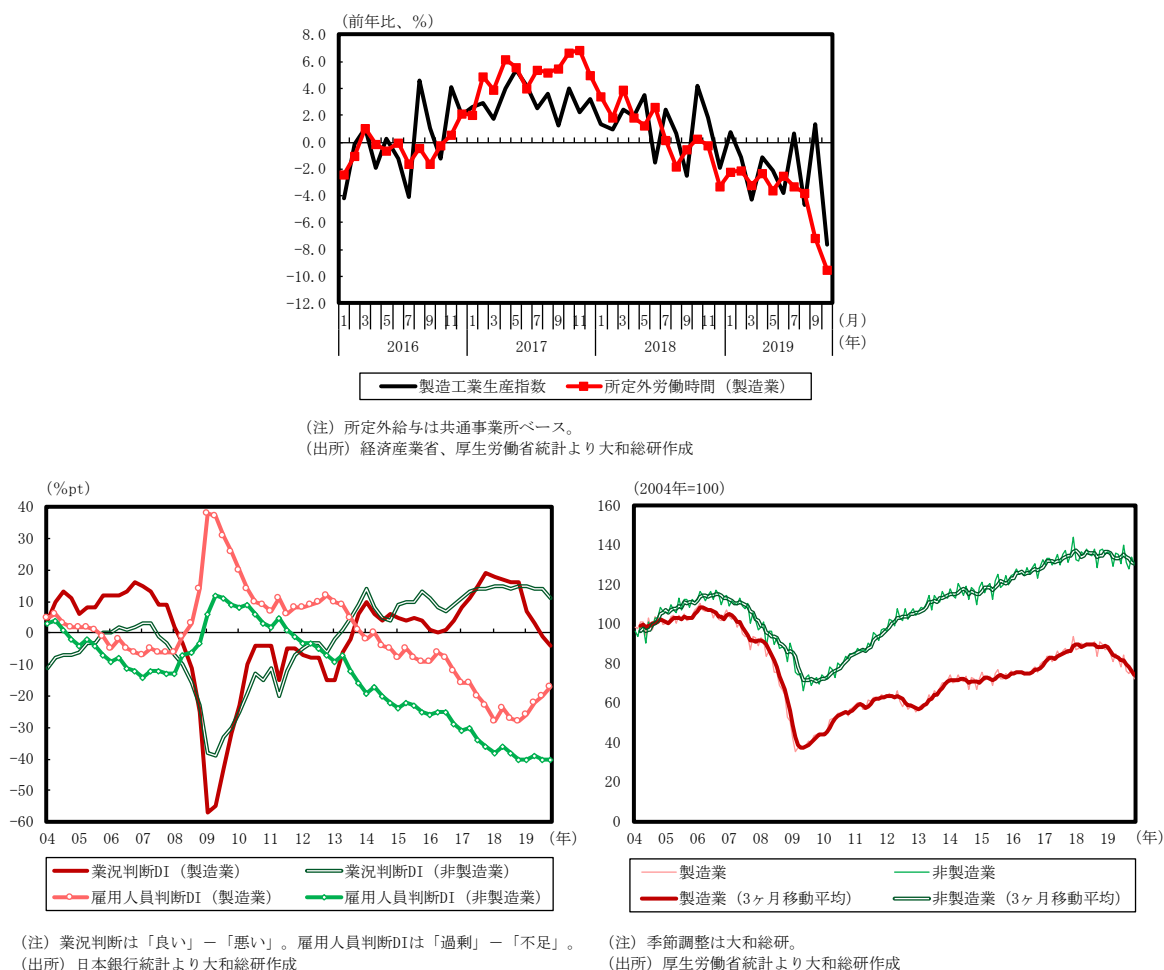 （前年比、%）
8.0
6.0
4.0
2.0
0.0
-2.0
-4.0
-6.0
-8.0
-10.0
-12.0
1 3 5 7 9 11 1 3 5 7 9 11 1 3 5 7 9 11 1 3 5 7 9 （月）
2016 2017 2018 2019 （年）
製造工業生産指数 所定外労働時間（製造業）
（注）所定外給与は共通事業所ベース。
（出所）経済産業省、厚生労働省統計より大和総研作成
（%pt）
40
30
20
10
0
-10
-20
-30
-40
-50
-60
04 05 06 07 08 09 10 11 12 13 14 15 16 17 18 19 （年）
業況判断DI（製造業） 業況判断DI（非製造業）
雇用人員判断DI（製造業） 雇用人員判断DI（非製造業）
（注）業況判断は「良い」－「悪い」。雇用人員判断DIは「過剰」－「不足」。
（出所）日本銀行統計より大和総研作成
（2004年=100）
160
140
120
100
80
60
40
20
0
04 05 06 07 08 09 10 11 12 13 14 15 16 17 18 19 （年）
製造業 非製造業
製造業（3ヶ月移動平均） 非製造業（3ヶ月移動平均）
（注）季節調整は大和総研。
（出所）厚生労働省統計より大和総研作成